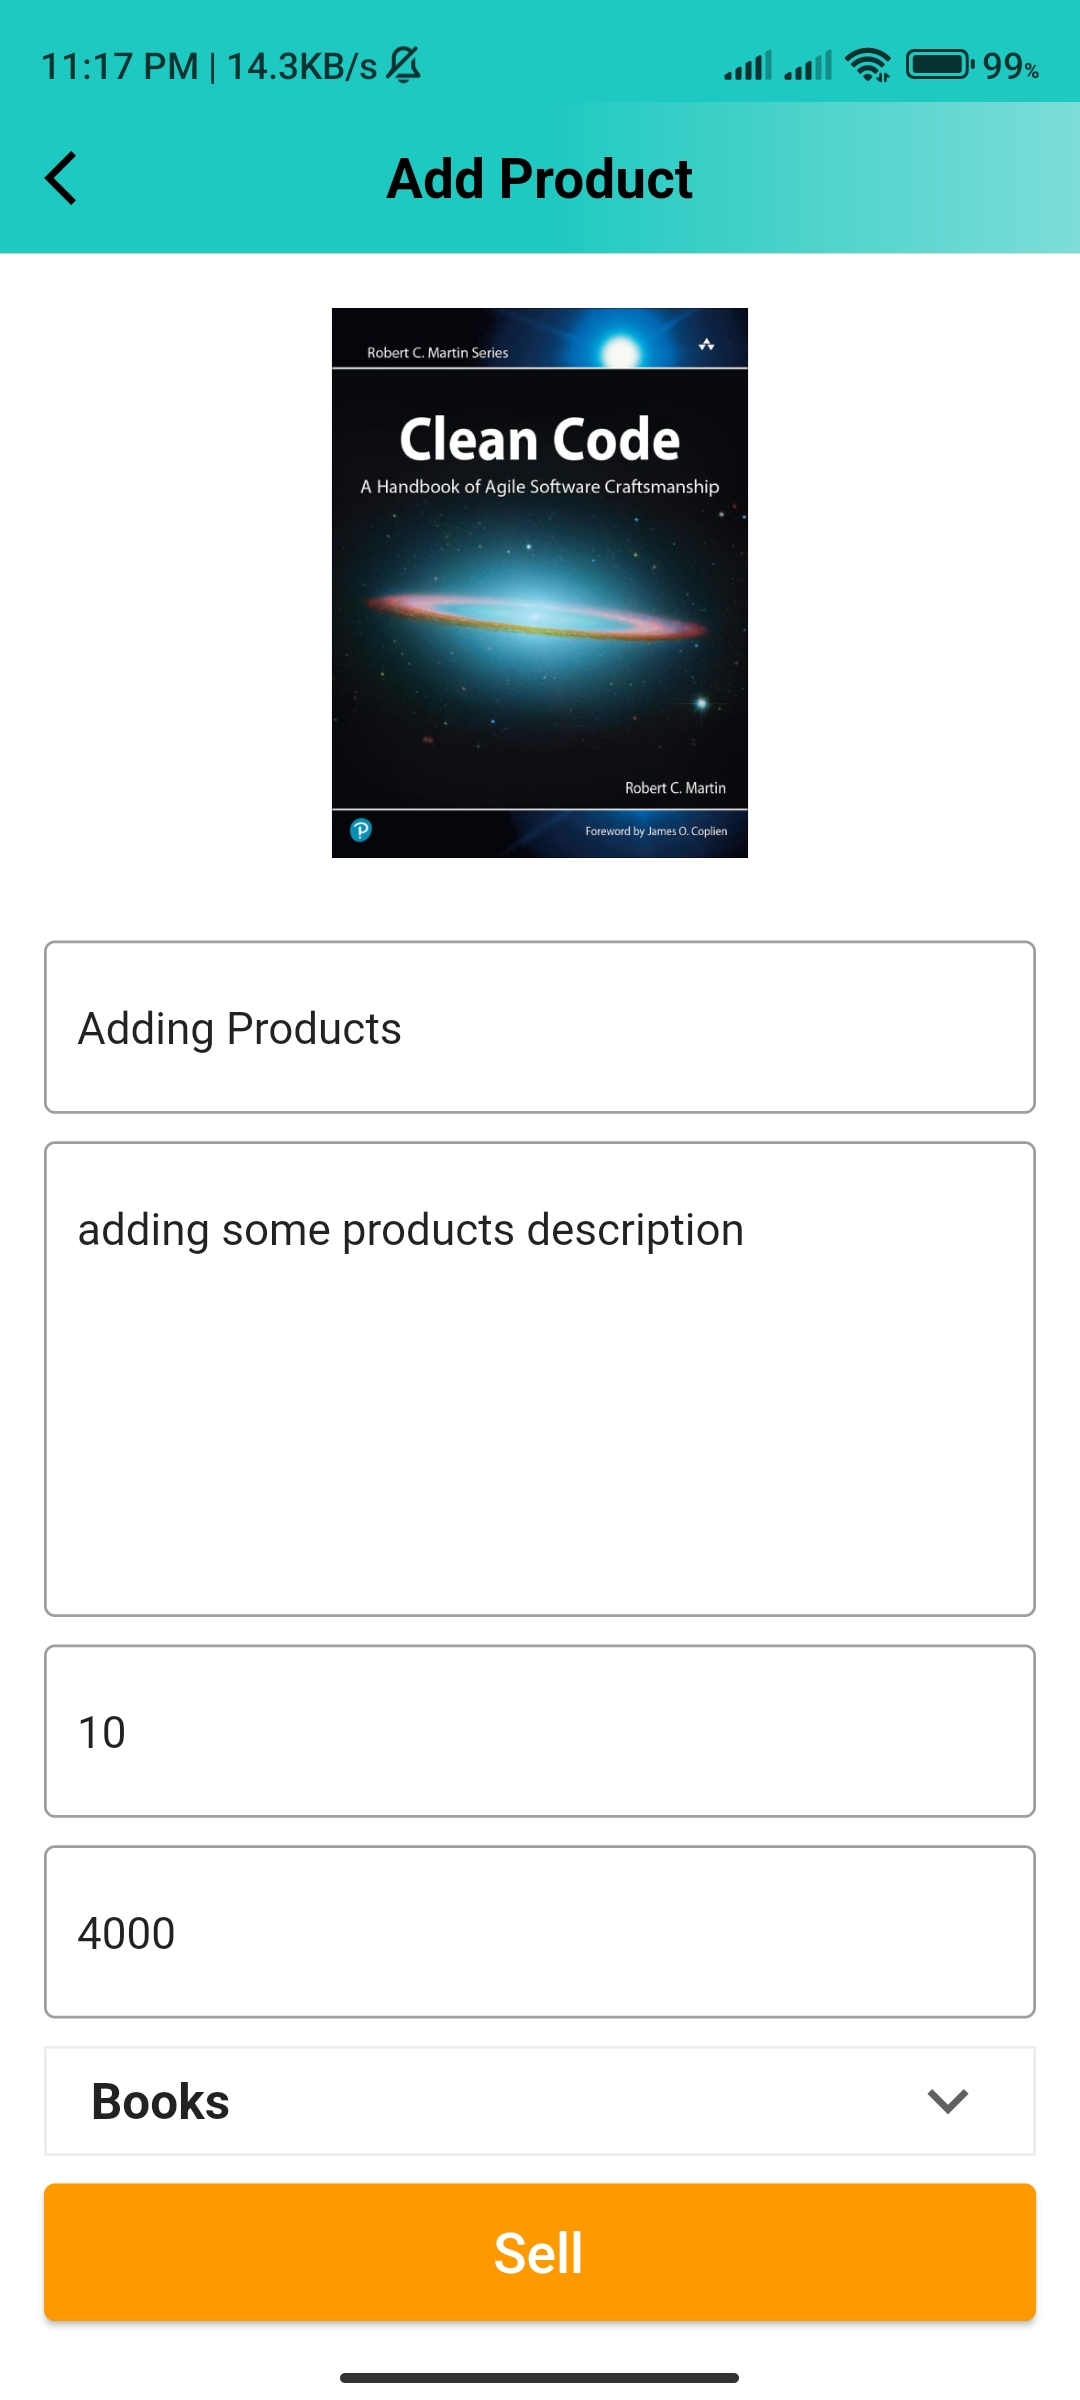 11:17 PM | 14.3KB/s 99%
Add Product
Robert C. Martin Series
Clean Code
A Handbook of Agile Software Craftsmanship
Robert C. Martin
P
Foreword by James O. Coplien
Adding Products
adding some products description
10
4000
Books
Sell